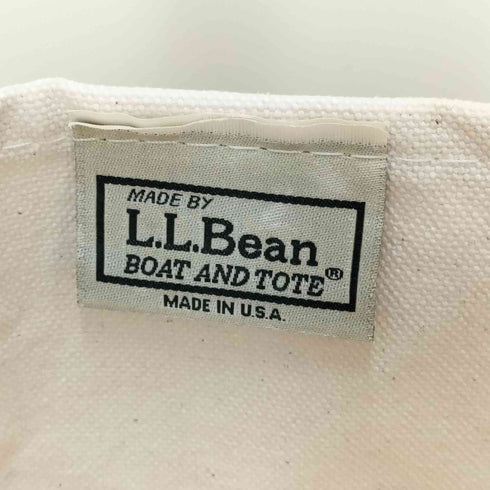 MADE BY
L.L.Bean
BOAT AND TOTE®
MADE IN U.S.A.